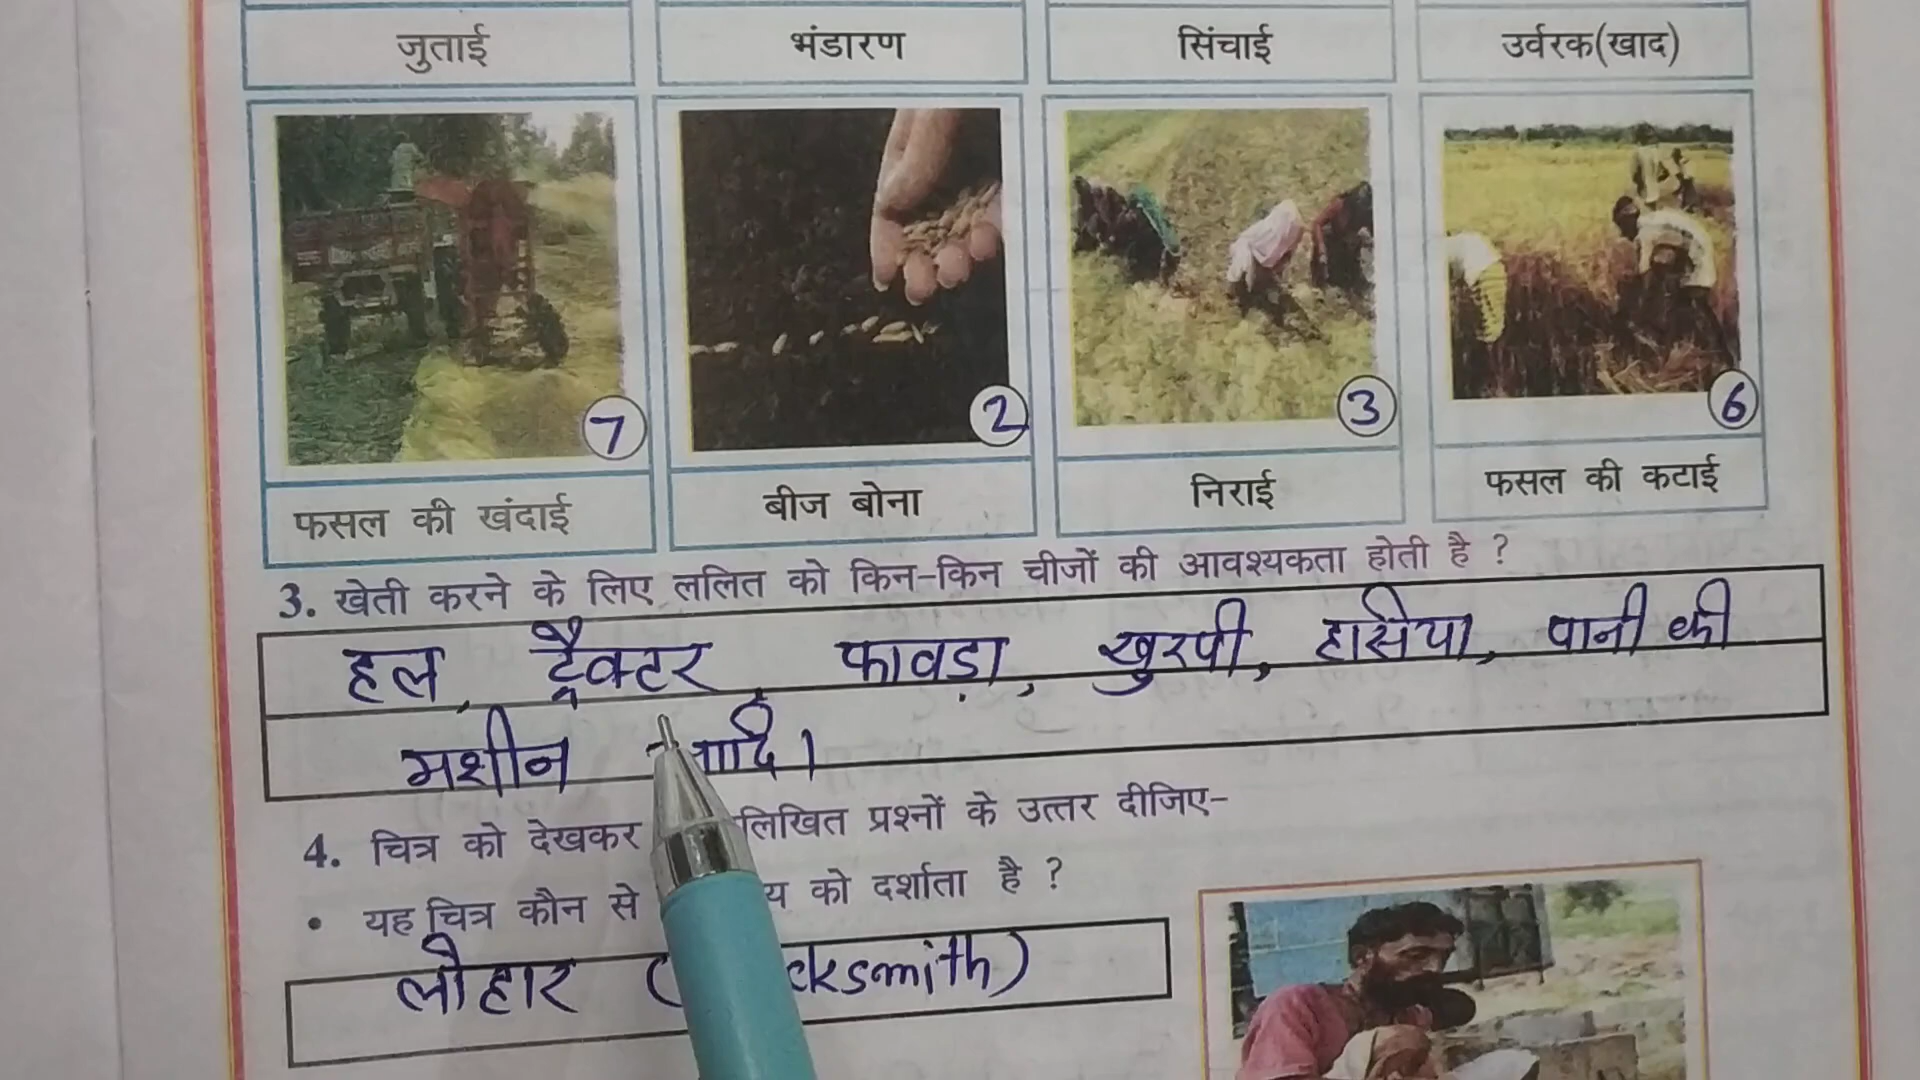 जुताई भंडारण सिंचाई उर्वरक(खाद)
7 2 3 6
फसल की खंदाई बीज बोना निराई फसल की कटाई
3. खेती करने के लिए ललित को किन-किन चीजों की आवश्यकता होती है ?
हल, ट्रैक्टर, फावड़ा, खुरपी, हासिया, पानी की
मशीन आदि।
4. चित्र को देखकर लिखित प्रश्नों के उत्तर दीजिए-
• यह चित्र कौन से य को दर्शाता है ?
लौहार ( cksmith)